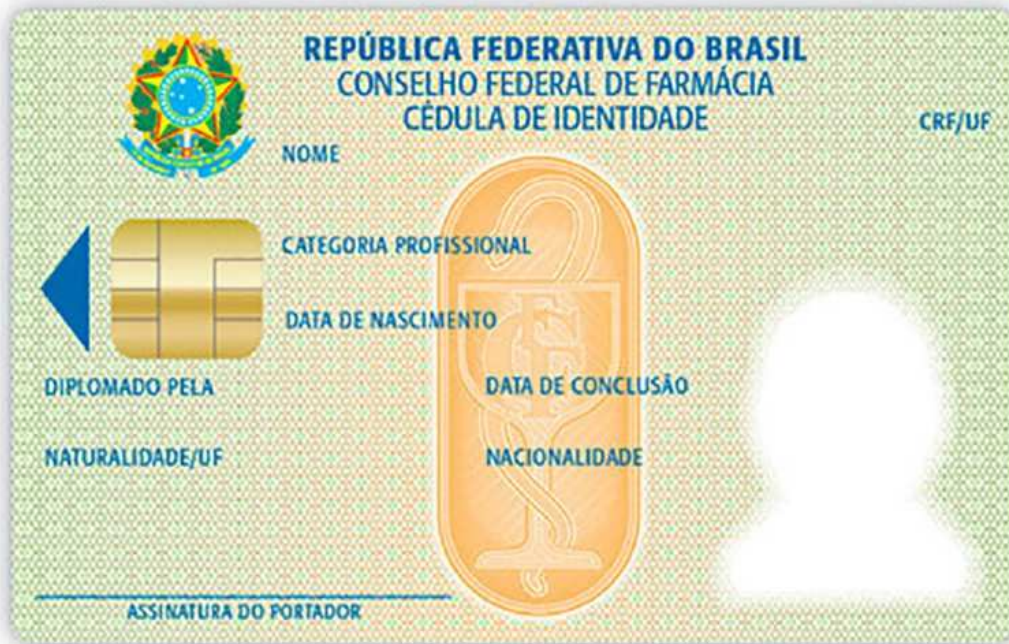 REPÚBLICA FEDERATIVA DO BRASIL
CONSELHO FEDERAL DE FARMÁCIA
CÉDULA DE IDENTIDADE
CRF/UF
NOME
CATEGORIA PROFISSIONAL
DATA DE NASCIMENTO
DIPLOMADO PELA
DATA DE CONCLUSÃO
NATURALIDADE/UF
NACIONALIDADE
ASSINATURA DO PORTADOR